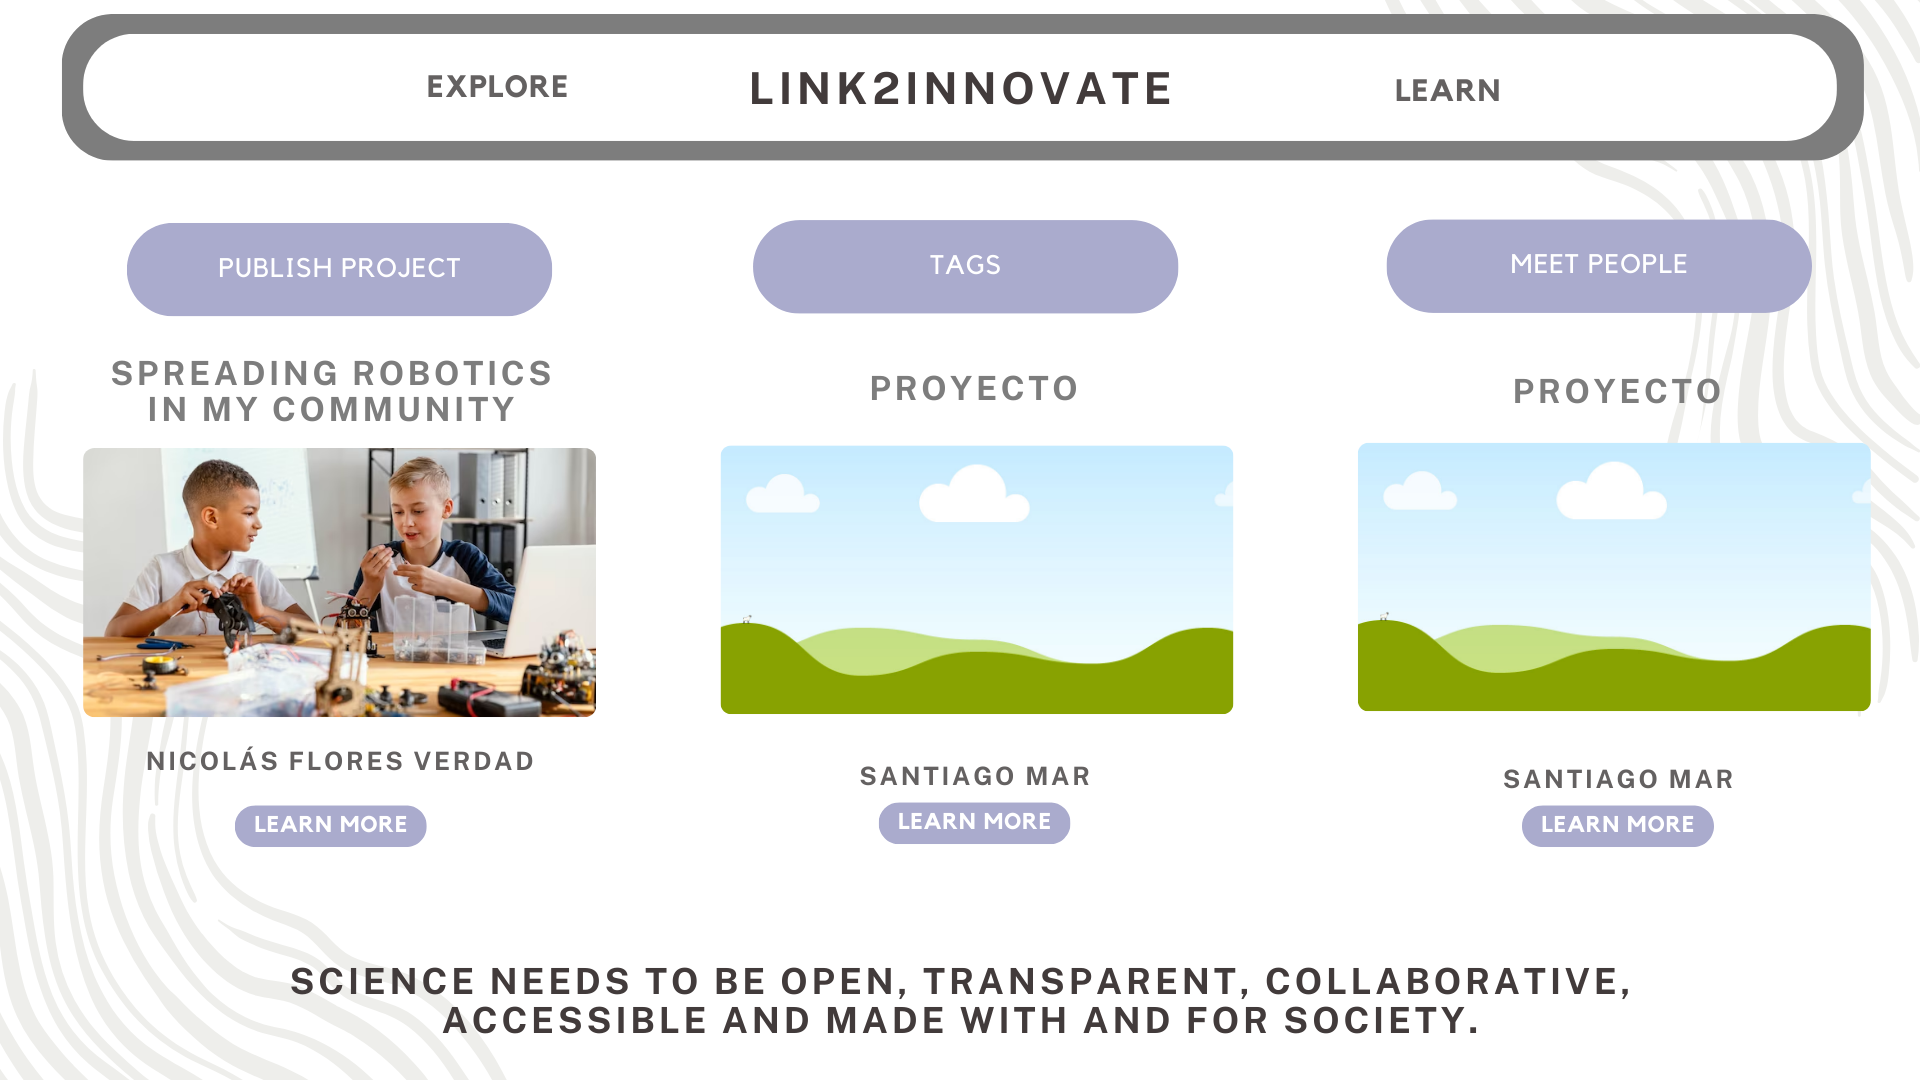 EXPLORE
LINK2INNOVATE
LEARN
PUBLISH PROJECT
TAGS
MEET PEOPLE
SPREADING ROBOTICS
IN MY COMMUNITY
PROYECTO
PROYECTO
NICOLÁS FLORES VERDAD
SANTIAGO MAR
SANTIAGO MAR
LEARN MORE
LEARN MORE
LEARN MORE
SCIENCE NEEDS TO BE OPEN, TRANSPARENT, COLLABORATIVE,
ACCESSIBLE AND MADE WITH AND FOR SOCIETY.